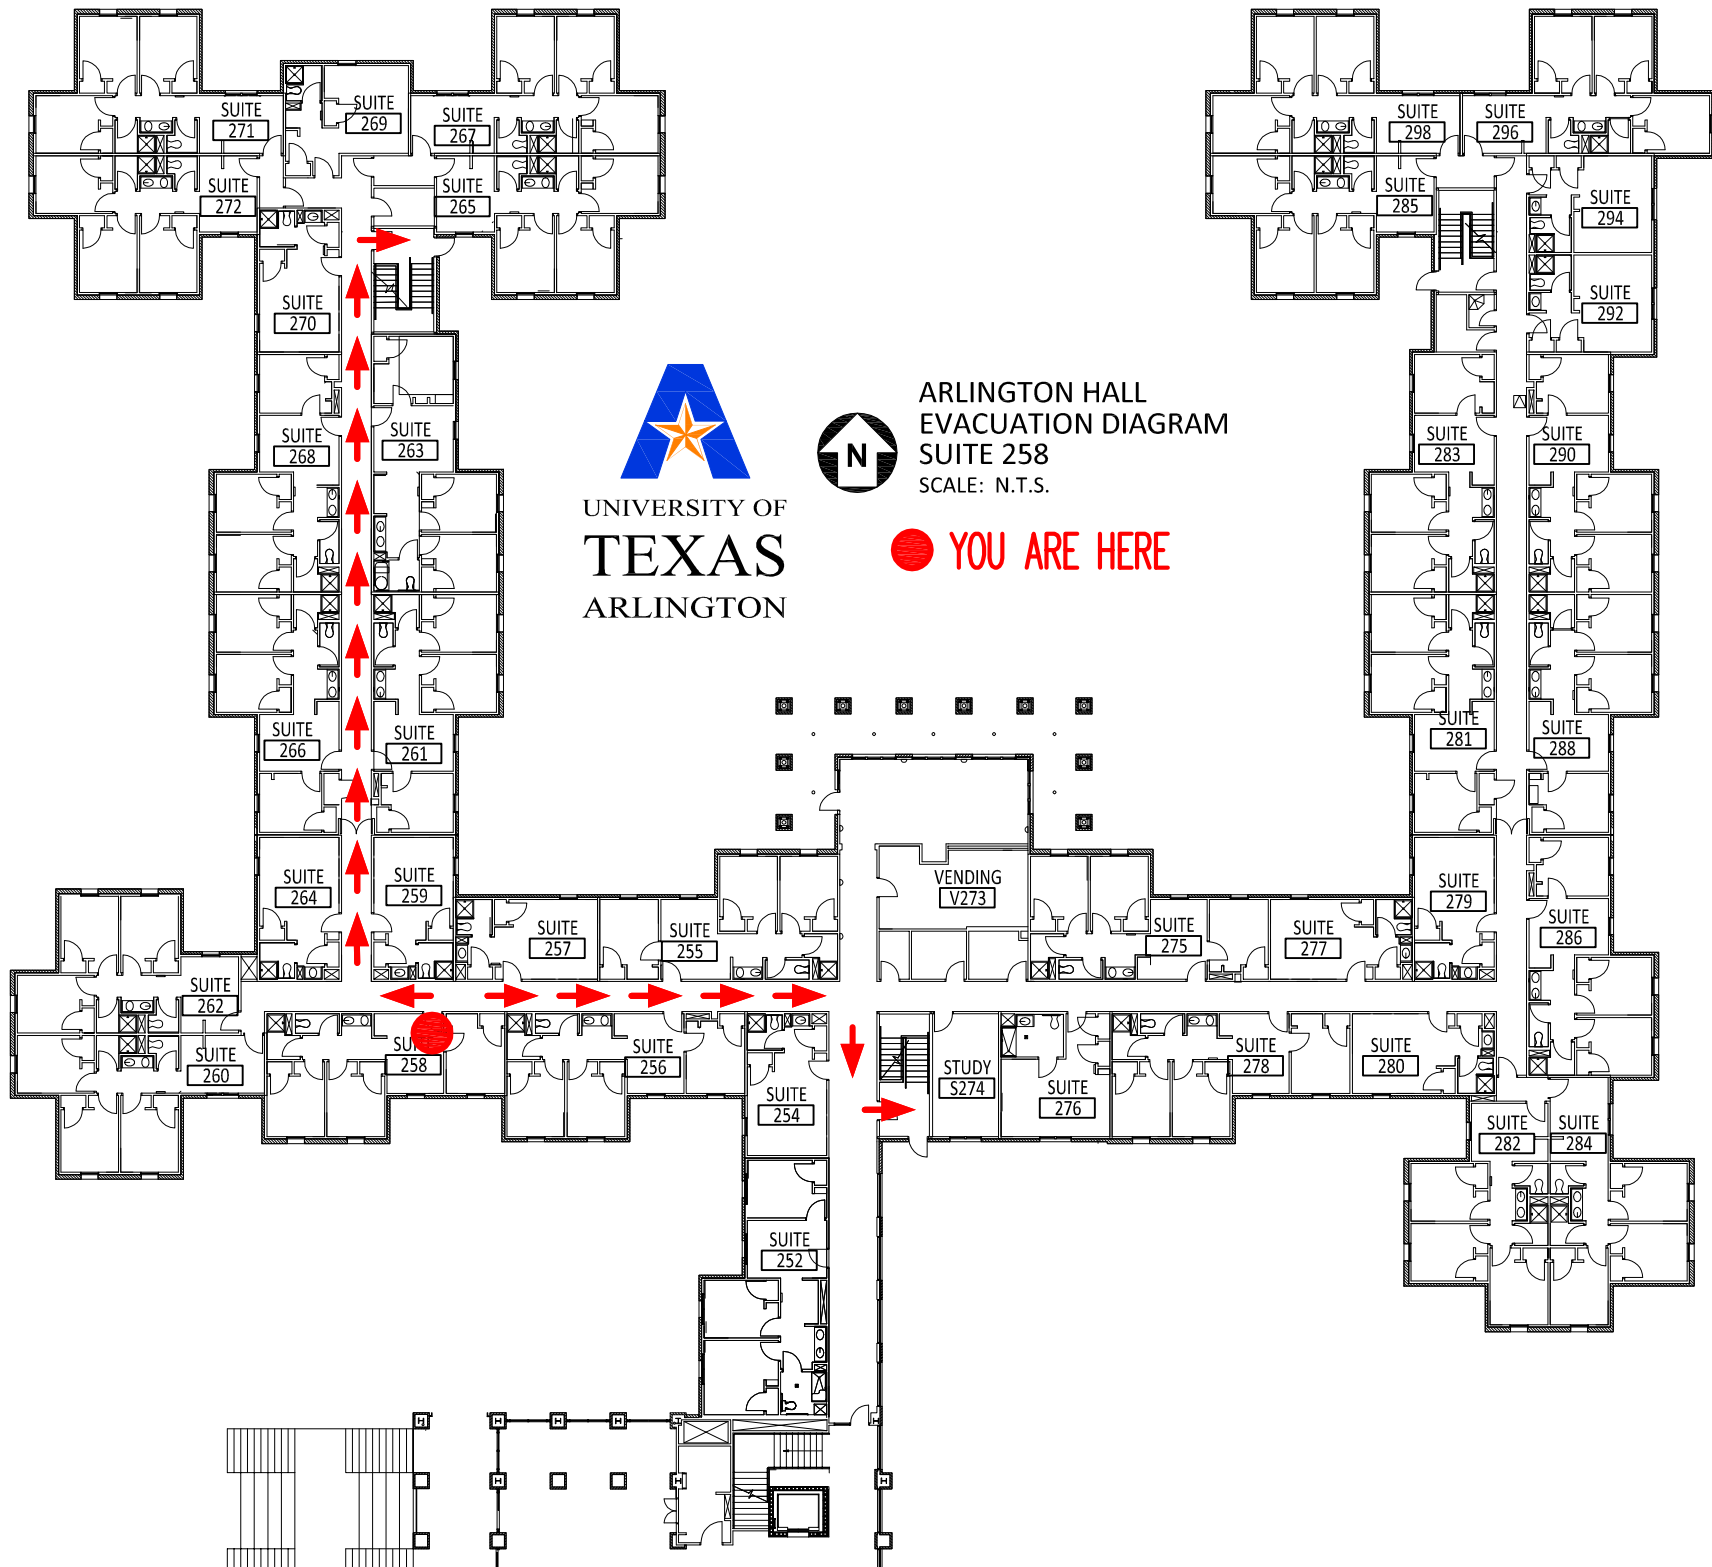 SUITE
271
SUITE
269
SUITE
267
SUITE
298
SUITE
296
SUITE
272
SUITE
265
SUITE
285
SUITE
294
SUITE
270
SUITE
292
SUITE
268
SUITE
263
UNIVERSITY OF
TEXAS
ARLINGTON
N
ARLINGTON HALL
EVACUATION DIAGRAM
SUITE 258
SCALE: N.T.S.
YOU ARE HERE
SUITE
283
SUITE
290
SUITE
266
SUITE
261
SUITE
281
SUITE
288
SUITE
264
SUITE
259
SUITE
257
SUITE
255
VENDING
V273
SUITE
275
SUITE
277
SUITE
279
SUITE
286
SUITE
262
SUITE
260
258
SUITE
256
SUITE
254
STUDY
S274
SUITE
276
SUITE
278
SUITE
280
SUITE
282
SUITE
284
SUITE
252